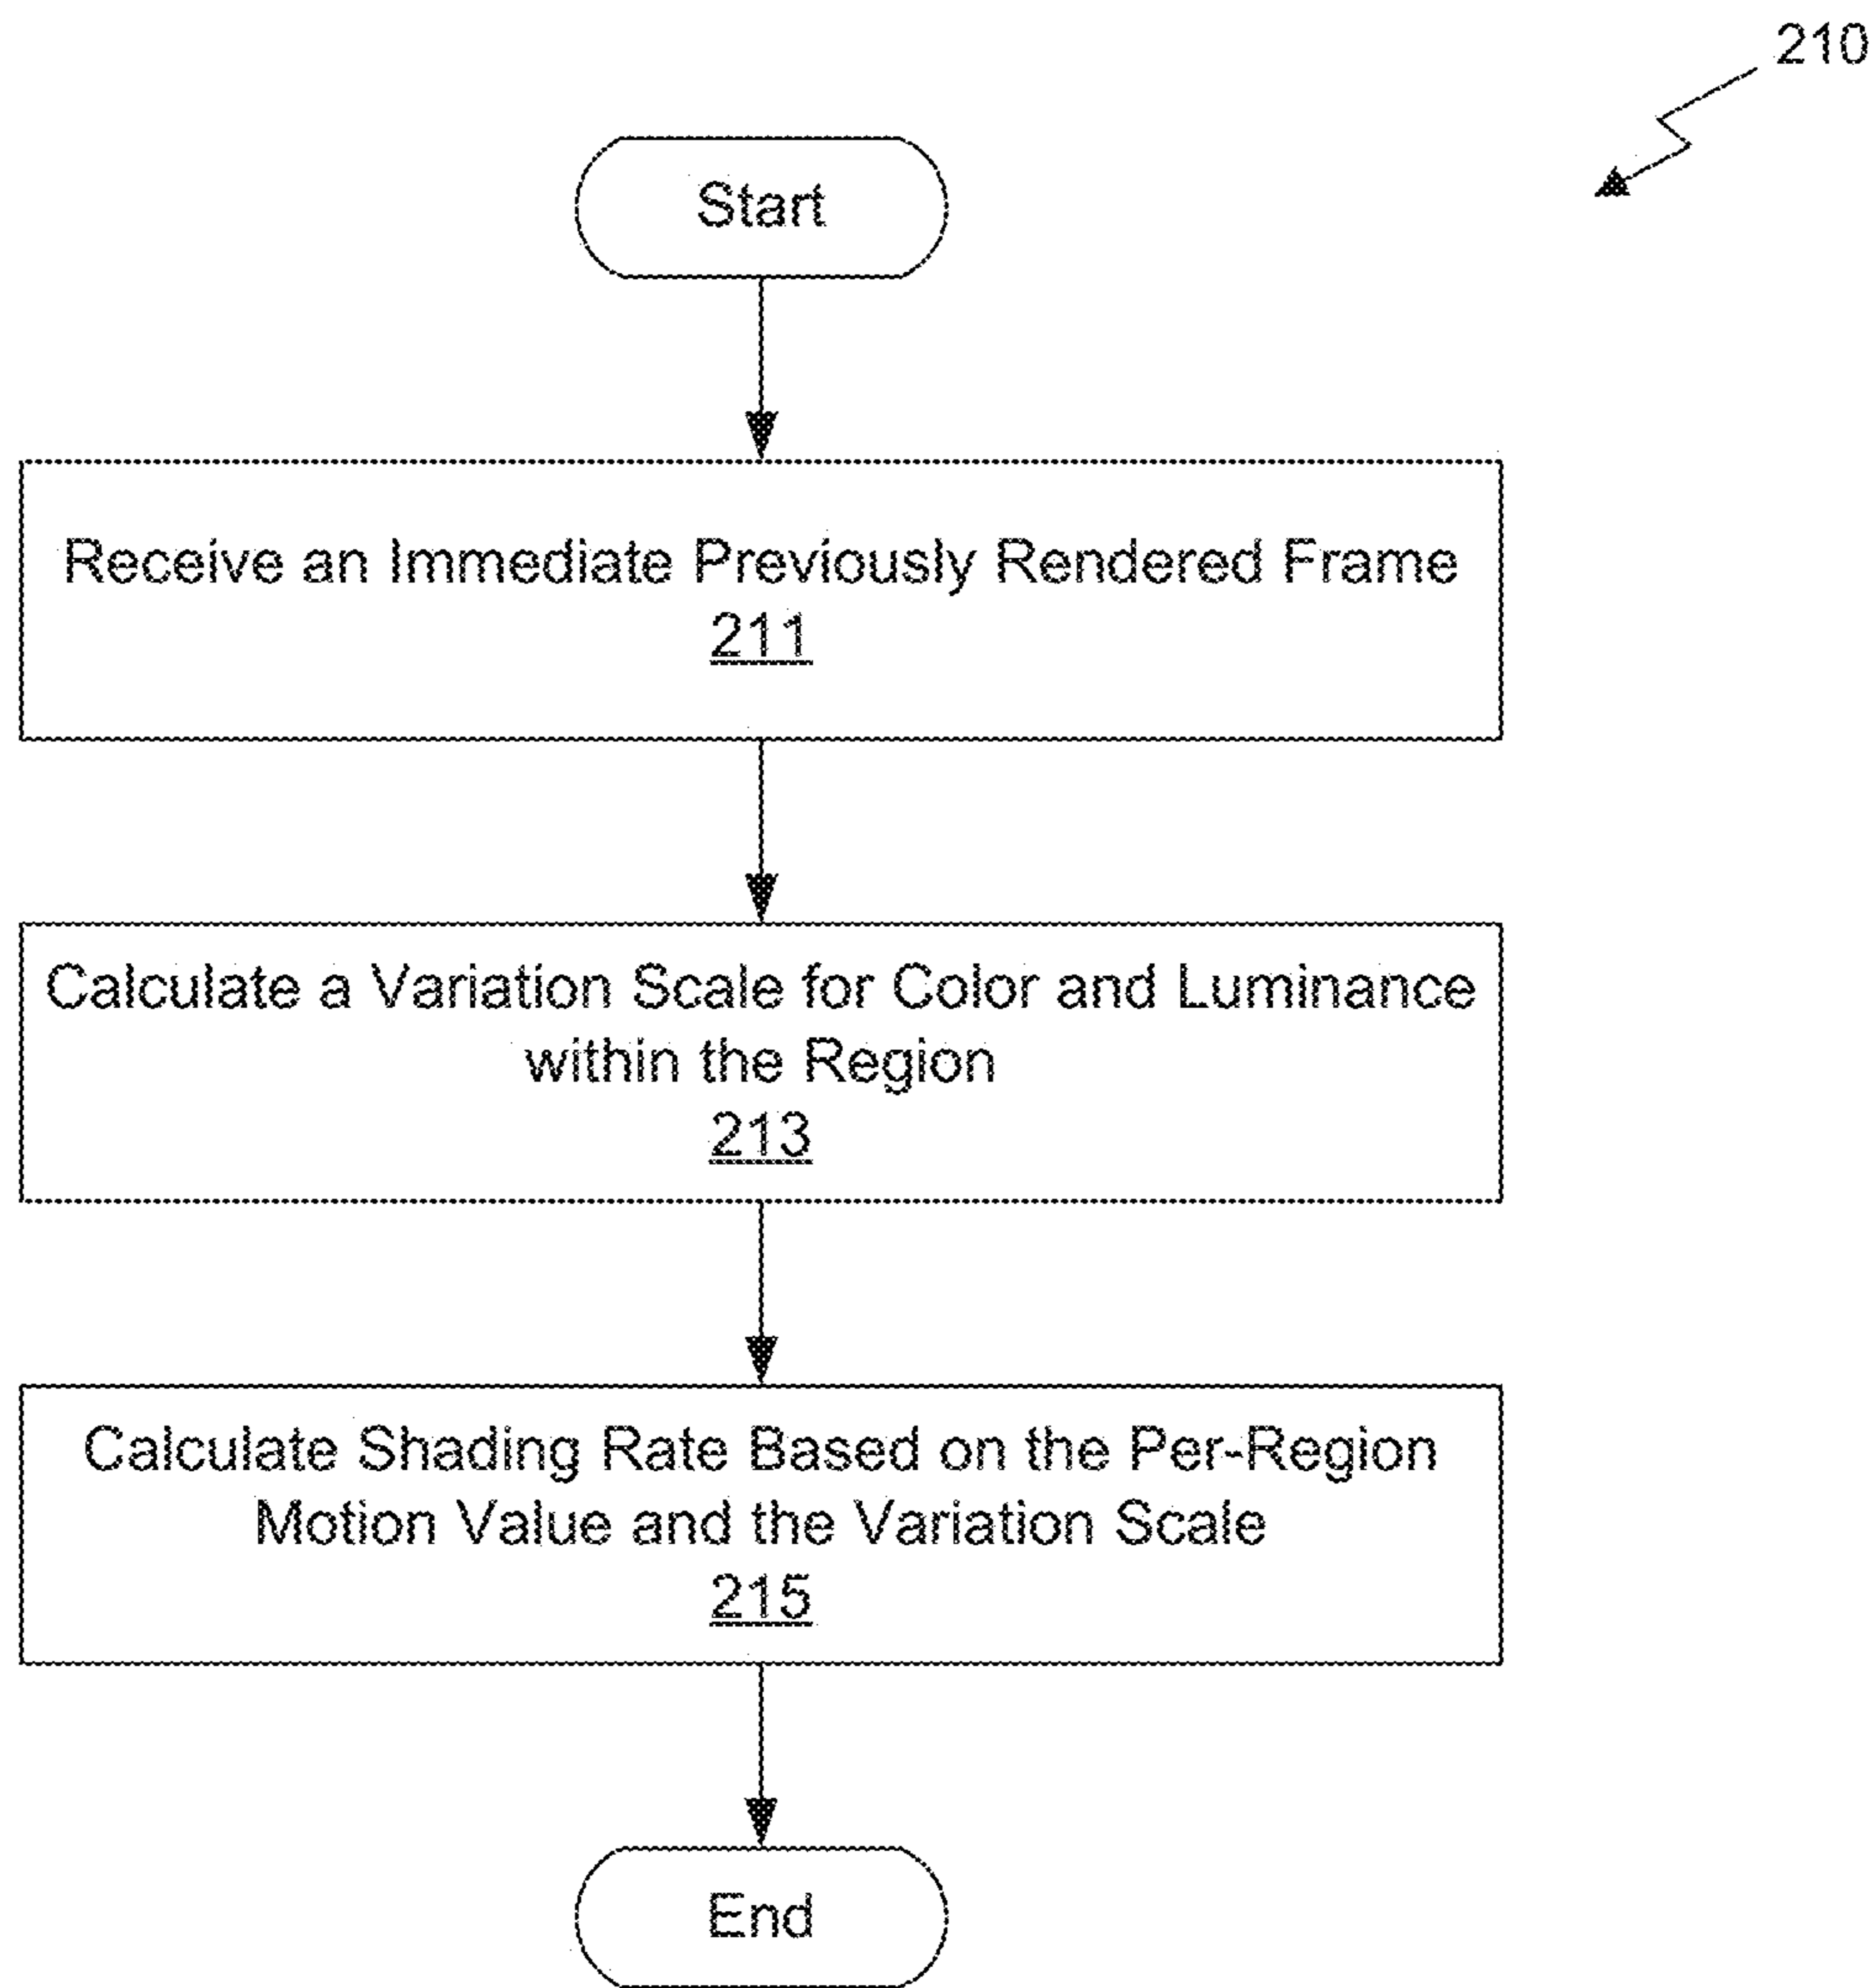 210
Start
Receive an Immediate Previously Rendered Frame
211
Calculate a Variation Scale for Color and Luminance
within the Region
213
Calculate Shading Rate Based on the Per-Region
Motion Value and the Variation Scale
215
End